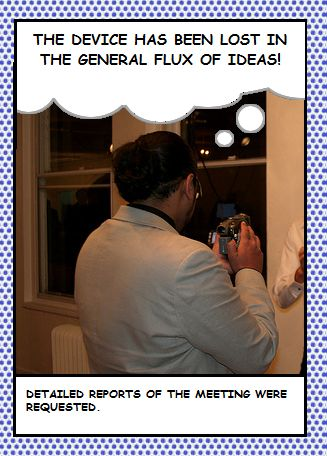 THE DEVICE HAS BEEN LOST IN
THE GENERAL FLUX OF IDEAS!
DETAILED REPORTS OF THE MEETING WERE
REQUESTED.